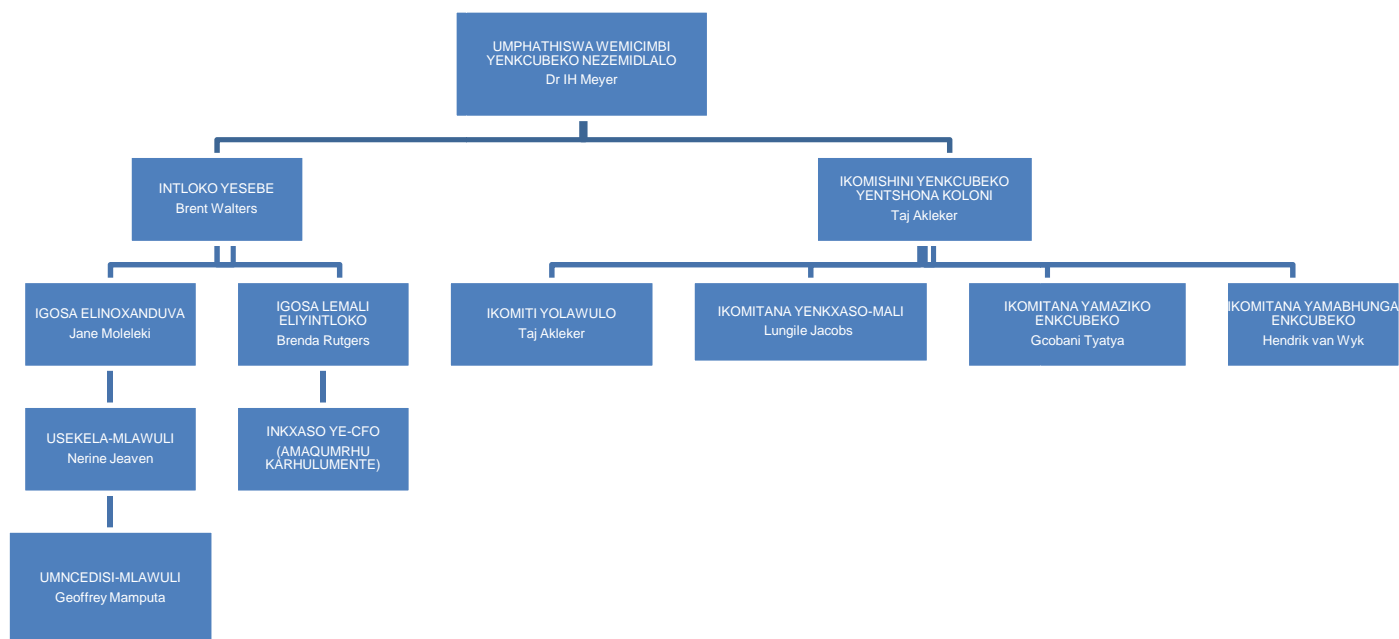 UMPHATHISWA WEMICIMBI
YENKCUBEKO NEZEMIDLALO
Dr IH Meyer
INTLOKO YESEBE
Brent Walters
IKOMISHINI YENKCUBEKO
YENTSHONA KOLONI
Taj Akleker
IGOSA ELINOXANDUVA
Jane Moleleki
IGOSA LEMALI
ELIYINTLOKO
Brenda Rutgers
IKOMITI YOLAWULO
Taj Akleker
IKOMITANA YENKXASO-MALI
Lungile Jacobs
IKOMITANA YAMAZIKO
ENKCUBEKO
Gcobani Tyatya
IKOMITANA YAMABHUNGA
ENKCUBEKO
Hendrik van Wyk
USEKELA-MLAWULI
Nerine Jeaven
INKXASO YE-CFO
(AMAQUMRHU
KARHULUMENTE)
UMNCEDISI-MLAWULI
Geoffrey Mamputa